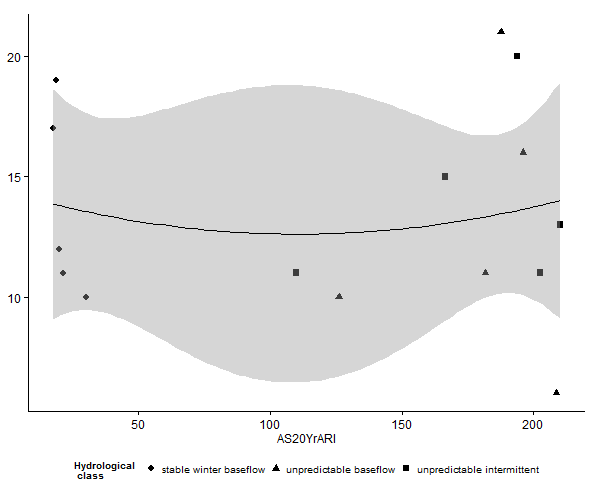 20
15
10
50 100 150 200
AS20YrARI
Hydrological
class
stable winter baseflow unpredictable baseflow unpredictable intermittent